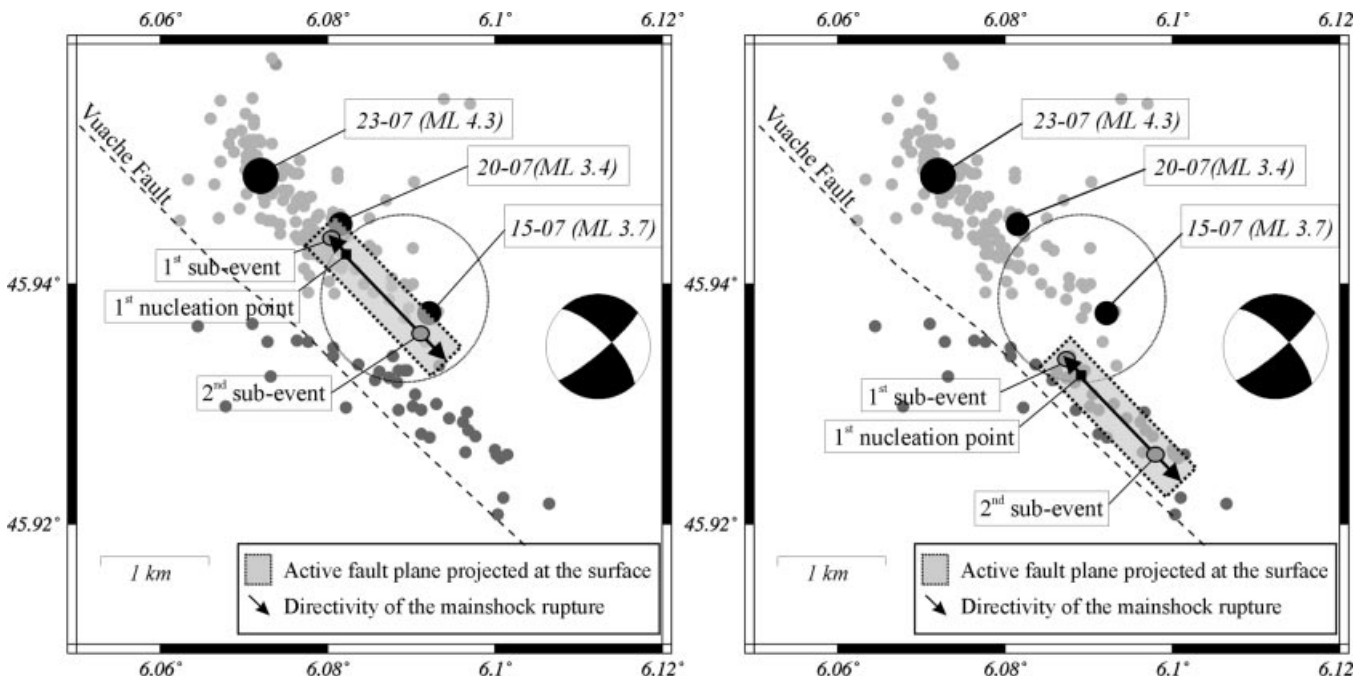 6.06˚ 6.08˚ 6.1˚ 6.12˚
Vuache Fault
23-07 (ML 4.3)
20-07(ML 3.4)
15-07 (ML 3.7)
1st sub-event
1st nucleation point
2nd sub-event
45.94˚
45.92˚
1 km
Active fault plane projected at the surface
Directivity of the mainshock rupture
6.06˚ 6.08˚ 6.1˚ 6.12˚
6.06˚ 6.08˚ 6.1˚ 6.12
Vuache Fault
23-07 (ML 4.3)
20-07(ML 3.4)
15-07 (ML 3.7)
45.94˚
1st sub-event
1st nucleation point
2nd sub-event
45.92˚
1 km
Active fault plane projected at the surface
Directivity of the mainshock rupture
6.06˚ 6.08˚ 6.1˚ 6.12